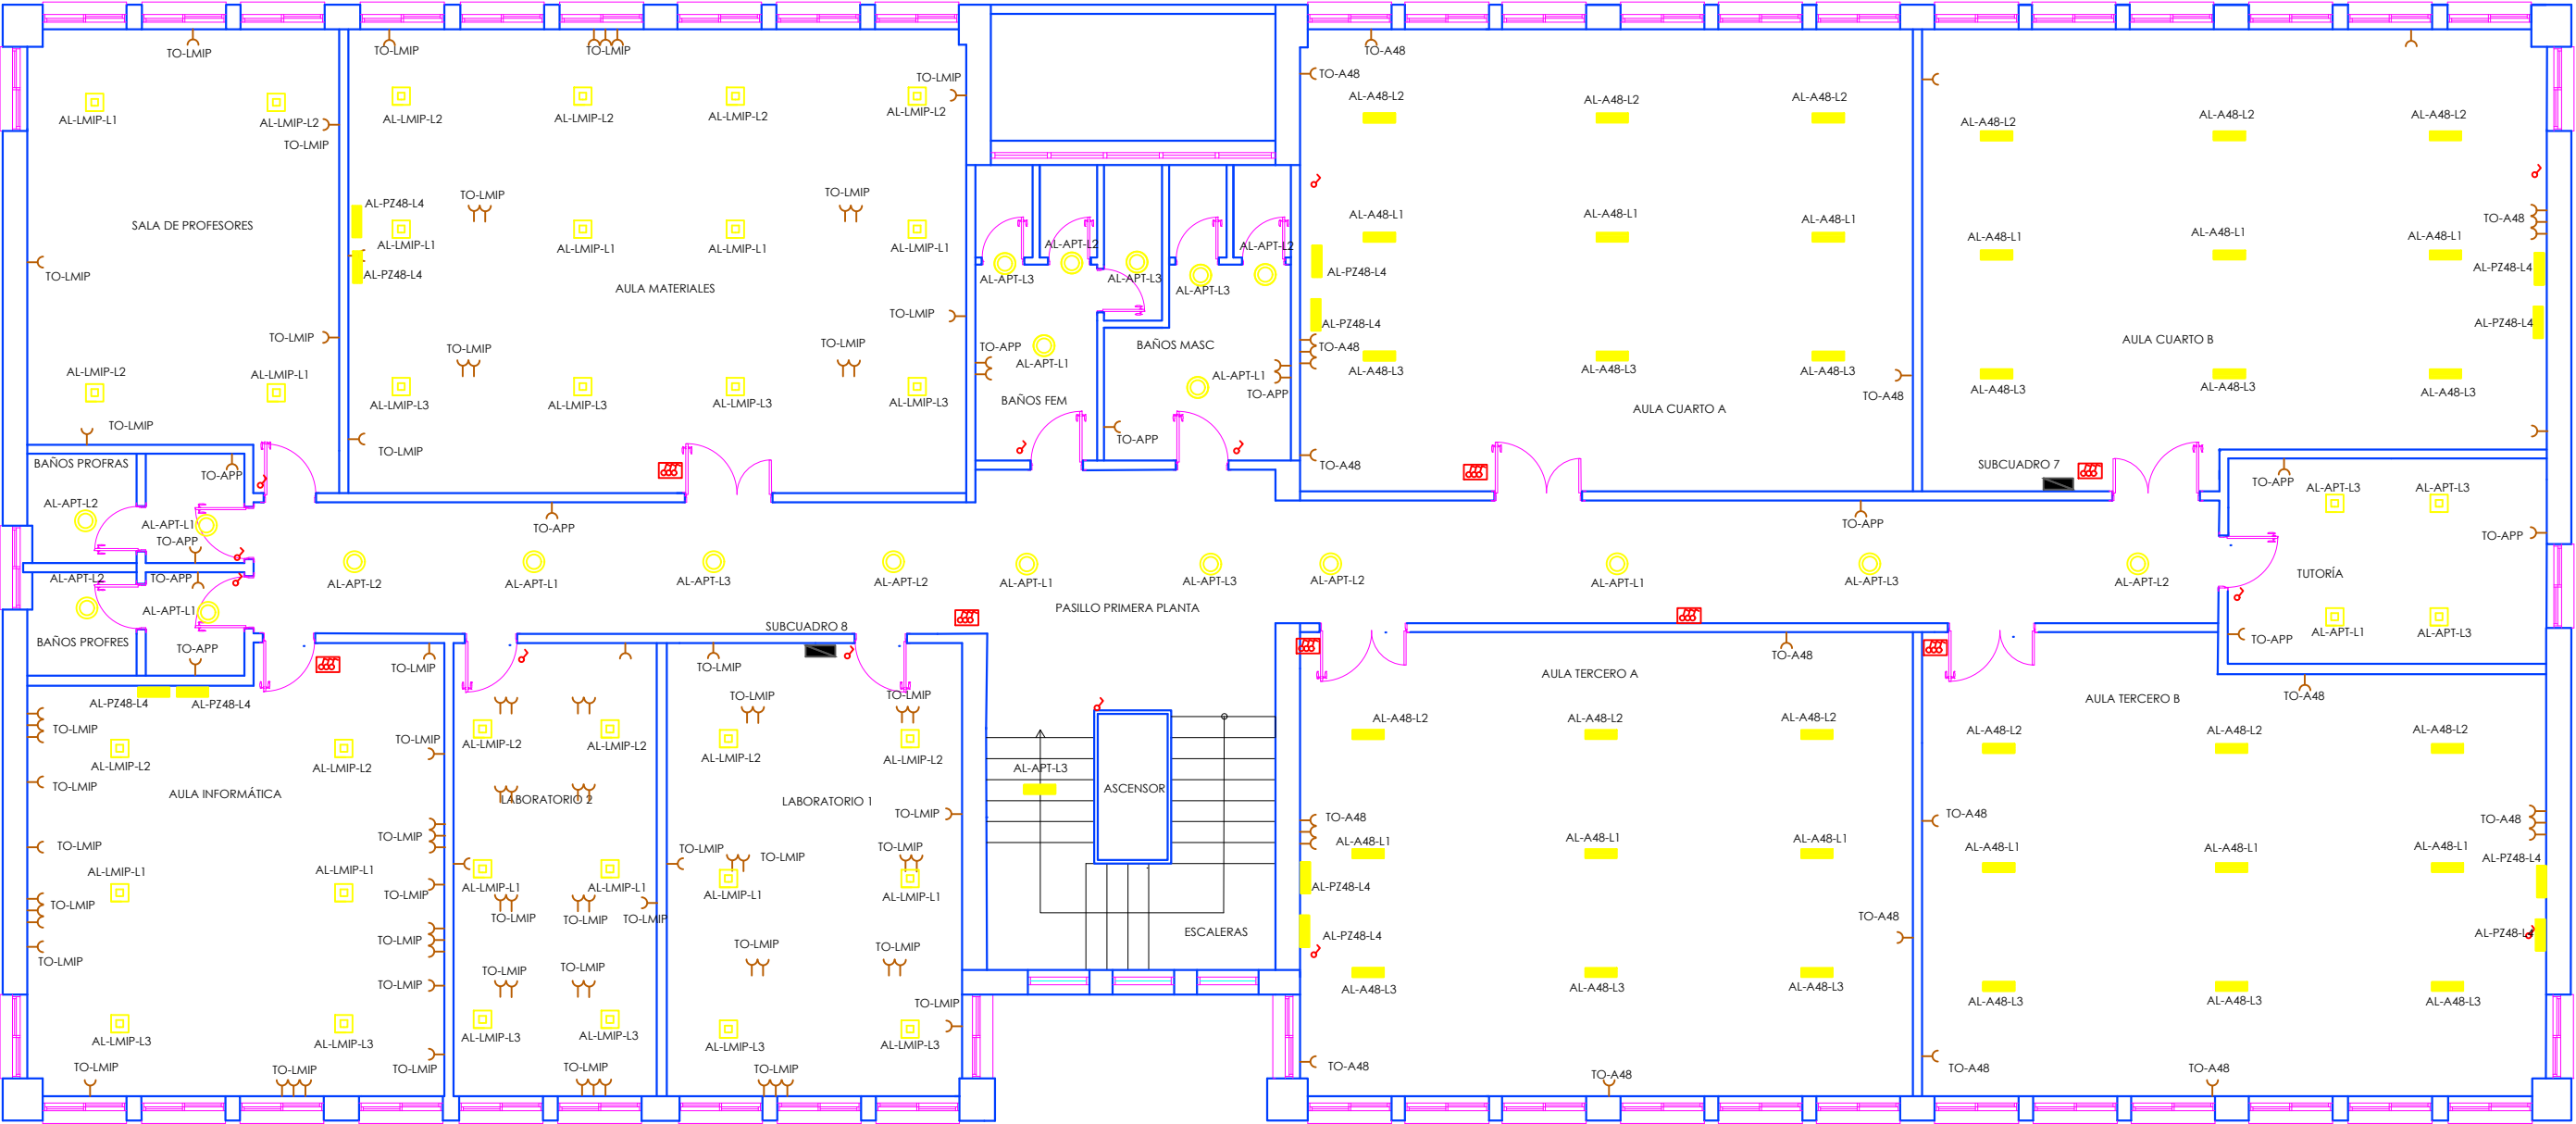 TO-LMIP
TO-LMIP
TO-LMIP
TO-A48
TO-LMIP
TO-A48
AL-LMIP-L1
AL-LMIP-L2
AL-LMIP-L2
AL-LMIP-L2
AL-LMIP-L2
AL-LMIP-L2
AL-A48-L2
AL-A48-L2
AL-A48-L2
AL-A48-L2
AL-A48-L2
AL-A48-L2
TO-LMIP
AL-PZ48-L4
TO-LMIP
TO-LMIP
SALA DE PROFESORES
AL-LMIP-L1
AL-LMIP-L1
AL-LMIP-L1
AL-LMIP-L1
AL-APT-L2
AL-APT-L2
AL-A48-L1
AL-A48-L1
AL-A48-L1
AL-A48-L1
AL-A48-L1
AL-A48-L1
TO-A48
TO-LMIP
AL-PZ48-L4
AULA MATERIALES
AL-APT-L3
AL-APT-L3
AL-APT-L3
AL-PZ48-L4
AL-PZ48-L4
TO-LMIP
TO-LMIP
TO-LMIP
TO-LMIP
TO-APP
AL-APT-L1
BAÑOS MASC
AL-PZ48-L4
TO-A48
AULA CUARTO B
AL-PZ48-L4
AL-LMIP-L2
AL-LMIP-L1
AL-APT-L1
TO-APP
AL-A48-L3
AL-A48-L3
AL-A48-L3
TO-A48
AL-A48-L3
AL-A48-L3
AL-A48-L3
AL-LMIP-L3
AL-LMIP-L3
AL-LMIP-L3
AL-LMIP-L3
BAÑOS FEM
AULA CUARTO A
TO-LMIP
TO-LMIP
TO-APP
TO-A48
BAÑOS PROFRAS
TO-APP
SUBCUADRO 7
TO-APP
AL-APT-L3
AL-APT-L3
AL-APT-L2
AL-APT-L1
TO-APP
TO-APP
TO-APP
TO-APP
AL-APT-L2
TO-APP
AL-APT-L2
AL-APT-L1
AL-APT-L3
AL-APT-L2
AL-APT-L1
AL-APT-L3
AL-APT-L2
AL-APT-L1
AL-APT-L3
AL-APT-L2
TUTORÍA
AL-APT-L1
PASILLO PRIMERA PLANTA
BAÑOS PROFRES
TO-APP
SUBCUADRO 8
TO-APP
AL-APT-L1
AL-APT-L3
TO-LMIP
TO-LMIP
TO-A48
AULA TERCERO A
AULA TERCERO B
TO-A48
AL-PZ48-L4
AL-PZ48-L4
TO-LMIP
TO-LMIP
TO-LMIP
TO-LMIP
AL-LMIP-L2
AL-LMIP-L2
AL-LMIP-L2
AL-LMIP-L2
AL-LMIP-L2
AL-LMIP-L2
AL-A48-L2
AL-A48-L2
AL-A48-L2
AL-A48-L2
AL-A48-L2
AL-A48-L2
TO-LMIP
AULA INFORMÁTICA
LABORATORIO 2
LABORATORIO 1
AL-APT-L3
ASCENSOR
TO-LMIP
TO-LMIP
TO-LMIP
TO-LMIP
TO-LMIP
TO-LMIP
TO-A48
TO-A48
TO-A48
AL-LMIP-L1
AL-LMIP-L1
AL-LMIP-L1
AL-LMIP-L1
AL-LMIP-L1
AL-LMIP-L1
AL-A48-L1
AL-A48-L1
AL-A48-L1
AL-A48-L1
AL-A48-L1
AL-A48-L1
AL-PZ48-L4
AL-PZ48-L4
TO-LMIP
TO-LMIP
TO-LMIP
TO-LMIP
TO-LMIP
TO-A48
TO-LMIP
TO-LMIP
TO-LMIP
TO-LMIP
ESCALERAS
AL-PZ48-L4
AL-PZ48-L4
TO-LMIP
TO-LMIP
TO-LMIP
TO-LMIP
TO-LMIP
AL-A48-L3
AL-A48-L3
AL-A48-L3
AL-A48-L3
AL-A48-L3
AL-A48-L3
AL-LMIP-L3
AL-LMIP-L3
AL-LMIP-L3
AL-LMIP-L3
AL-LMIP-L3
AL-LMIP-L3
TO-LMIP
TO-LMIP
TO-LMIP
TO-LMIP
TO-LMIP
TO-A48
TO-A48
TO-A48
TO-A48